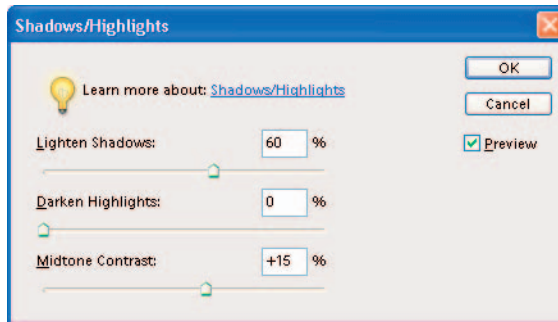 Shadows/Highlights
Learn more about: Shadows/Highlights
OK
Cancel
Preview
Lighten Shadows: 60 %
Darken Highlights: 0 %
Midtone Contrast: +15 %